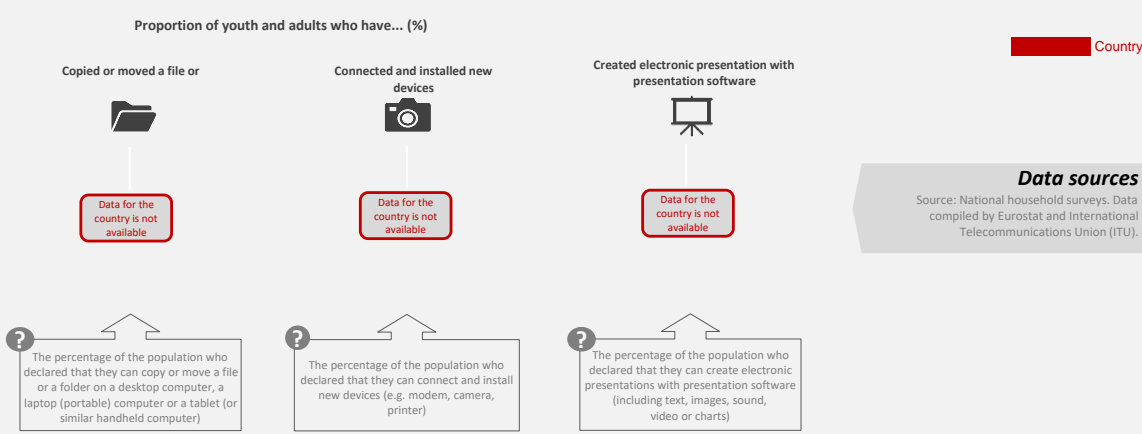 Proportion of youth and adults who have... (%)
Country
Copied or moved a file or
Connected and installed new
devices
Created electronic presentation with
presentation software
Data for the
country is not
available
Data for the
country is not
available
Data for the
country is not
available
Data sources
Source: National household surveys. Data
compiled by Eurostat and International
Telecommunications Union (ITU).
?
The percentage of the population who
declared that they can copy or move a file
or a folder on a desktop computer, a
laptop (portable) computer or a tablet (or
similar handheld computer)
?
The percentage of the population who
declared that they can connect and install
new devices (e.g. modem, camera,
printer)
?
The percentage of the population who
declared that they can create electronic
presentations with presentation software
(including text, images, sound,
video or charts)